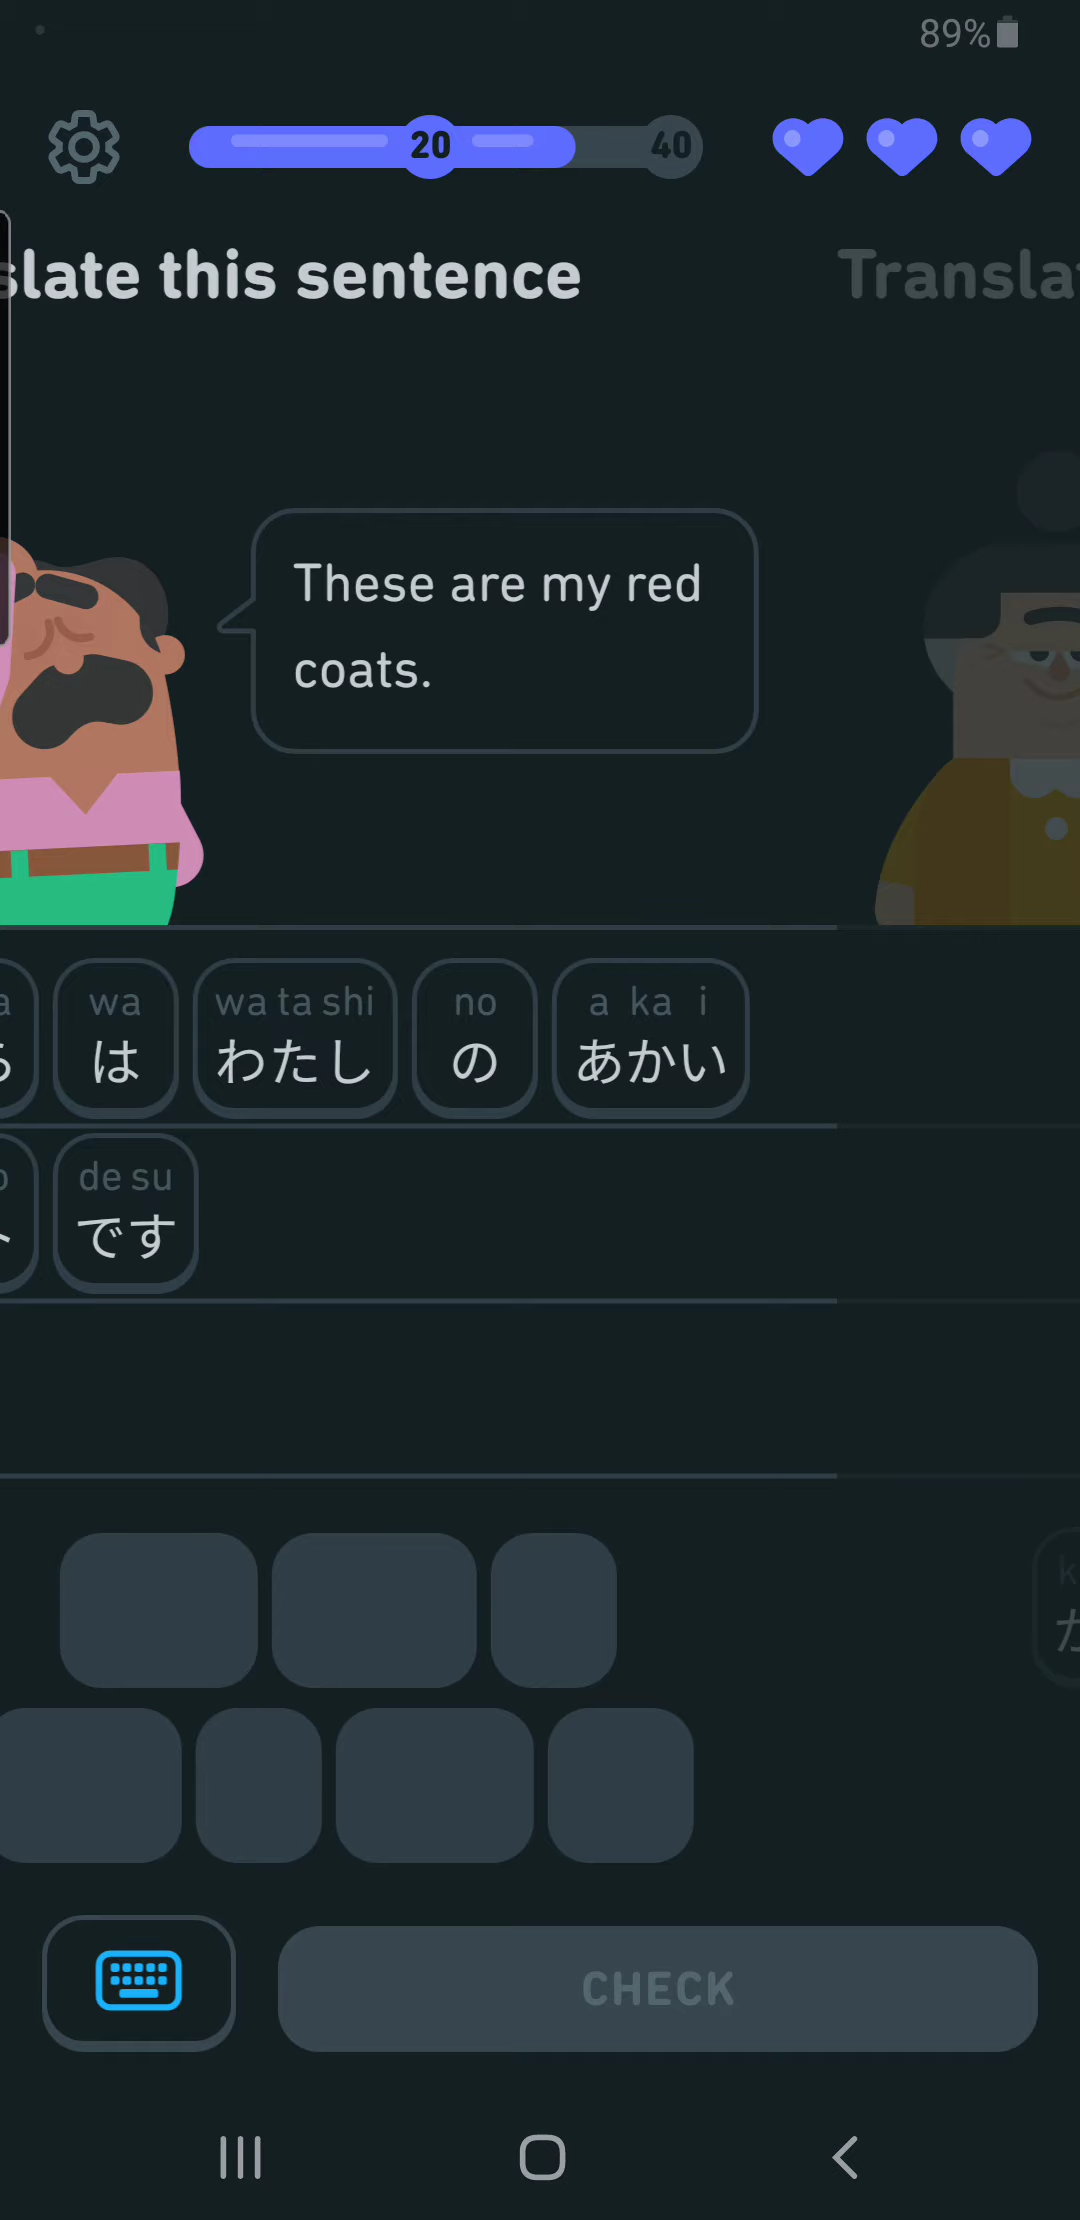 89%
20 40
slate this sentence
Transla
These are my red
coats.
wa wa ta shi no a ka i
は わたし の あかい
de su
です
CHECK